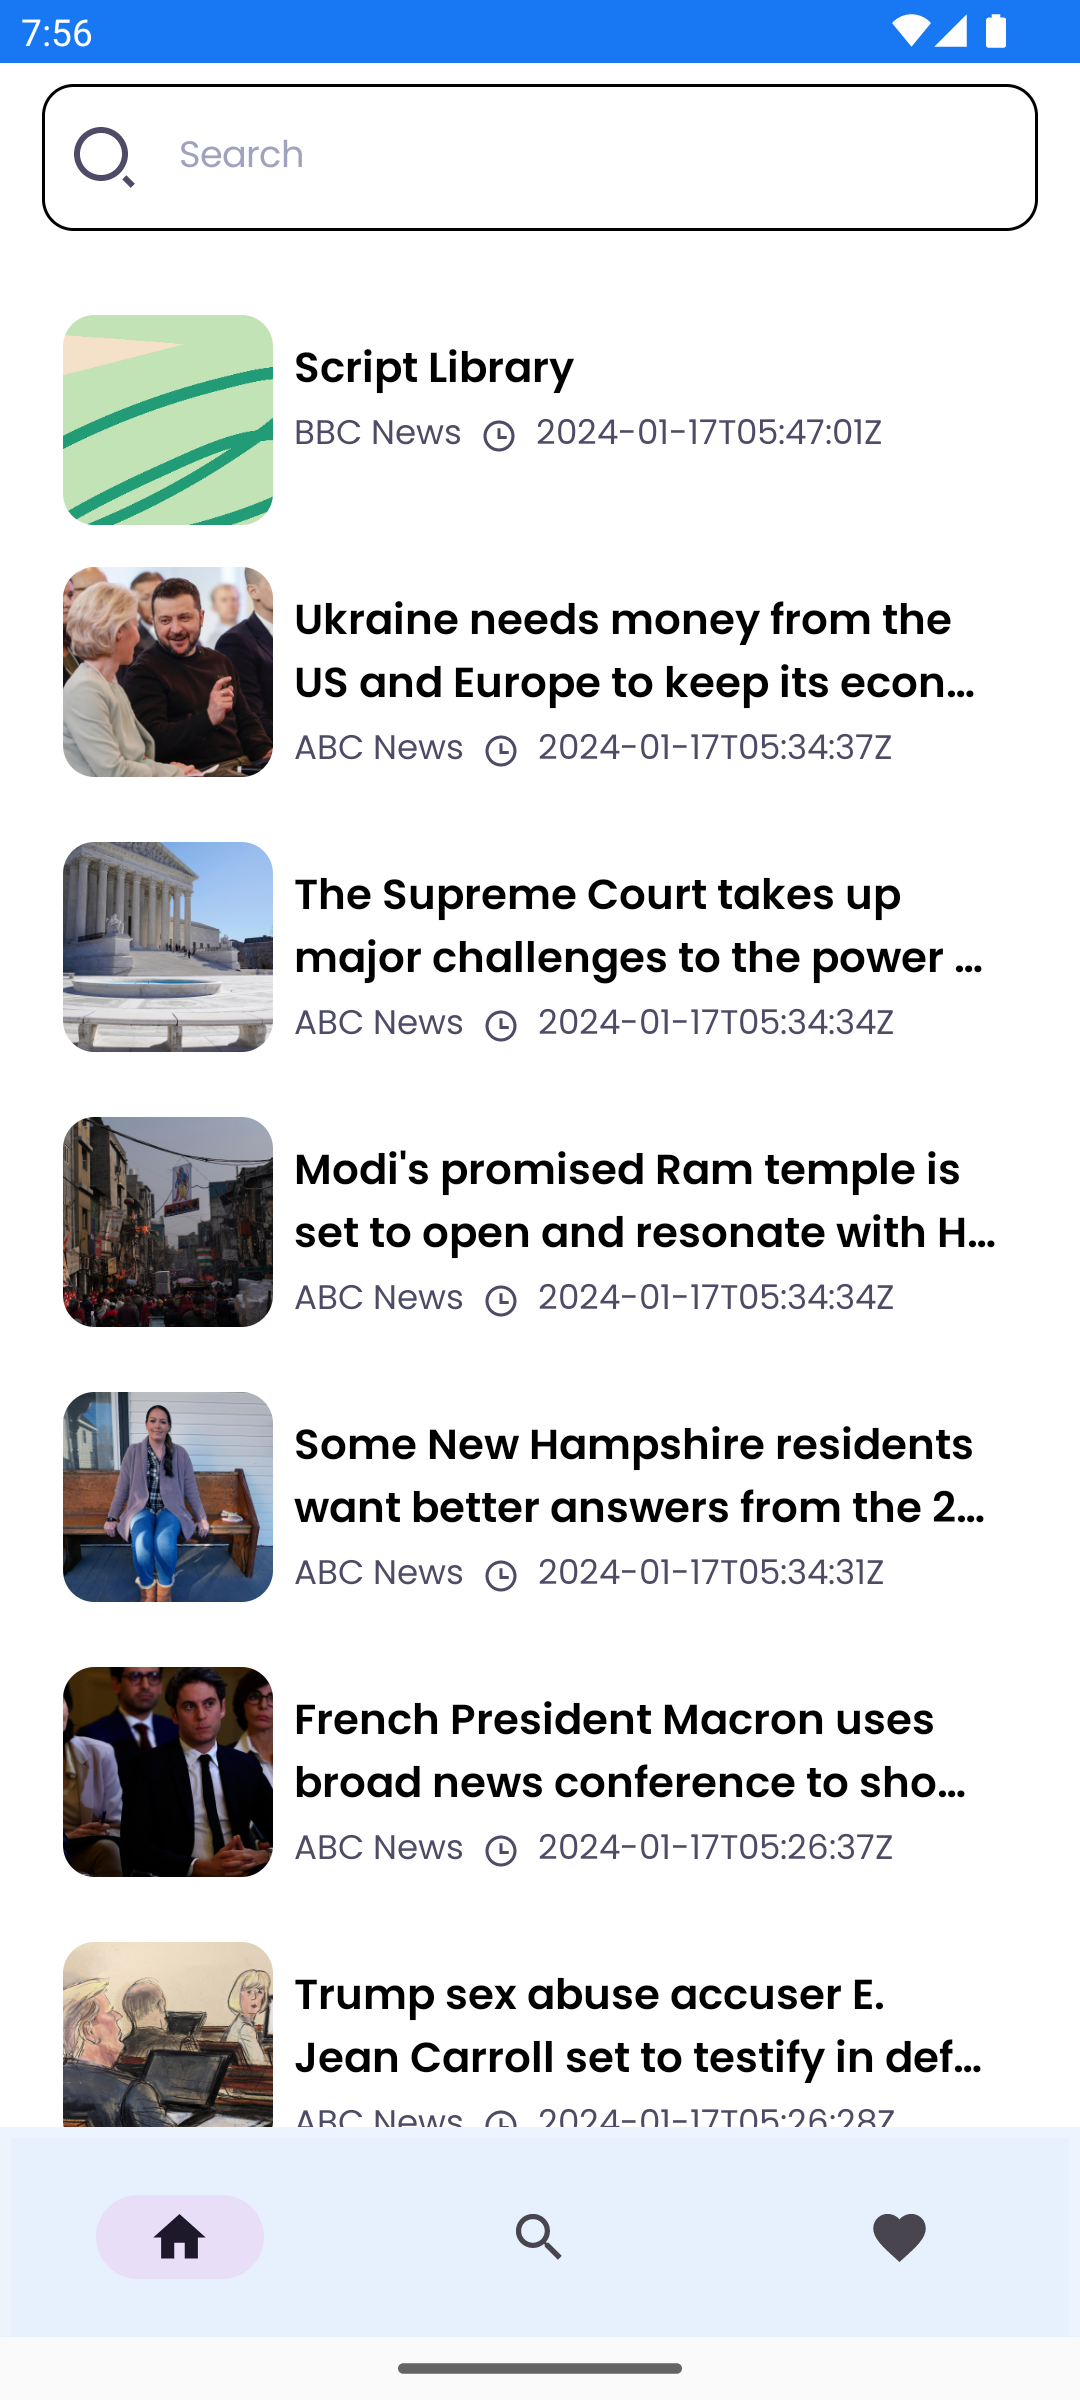 7:56
Search
Script Library
BBC News 2024-01-17T05:47:01Z
Ukraine needs money from the
US and Europe to keep its econ...
ABC News 2024-01-17T05:34:37Z
The Supreme Court takes up
major challenges to the power ...
ABC News 2024-01-17T05:34:34Z
Modi's promised Ram temple is
set to open and resonate with H...
ABC News 2024-01-17T05:34:34Z
Some New Hampshire residents
want better answers from the 2...
ABC News 2024-01-17T05:34:31Z
French President Macron uses
broad news conference to sho...
ABC News 2024-01-17T05:26:37Z
Trump sex abuse accuser E.
Jean Carroll set to testify in def...
ABC News 2024-01-17T05:26:28Z